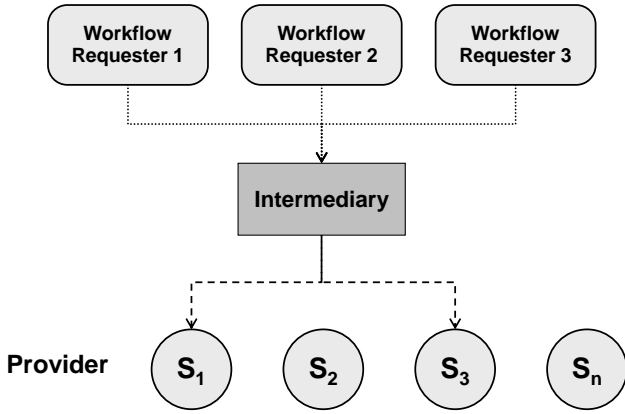 Workflow
Requester 1
Workflow
Requester 2
Workflow
Requester 3
Intermediary
Provider
S₁
S₂
S₃
Sₙ